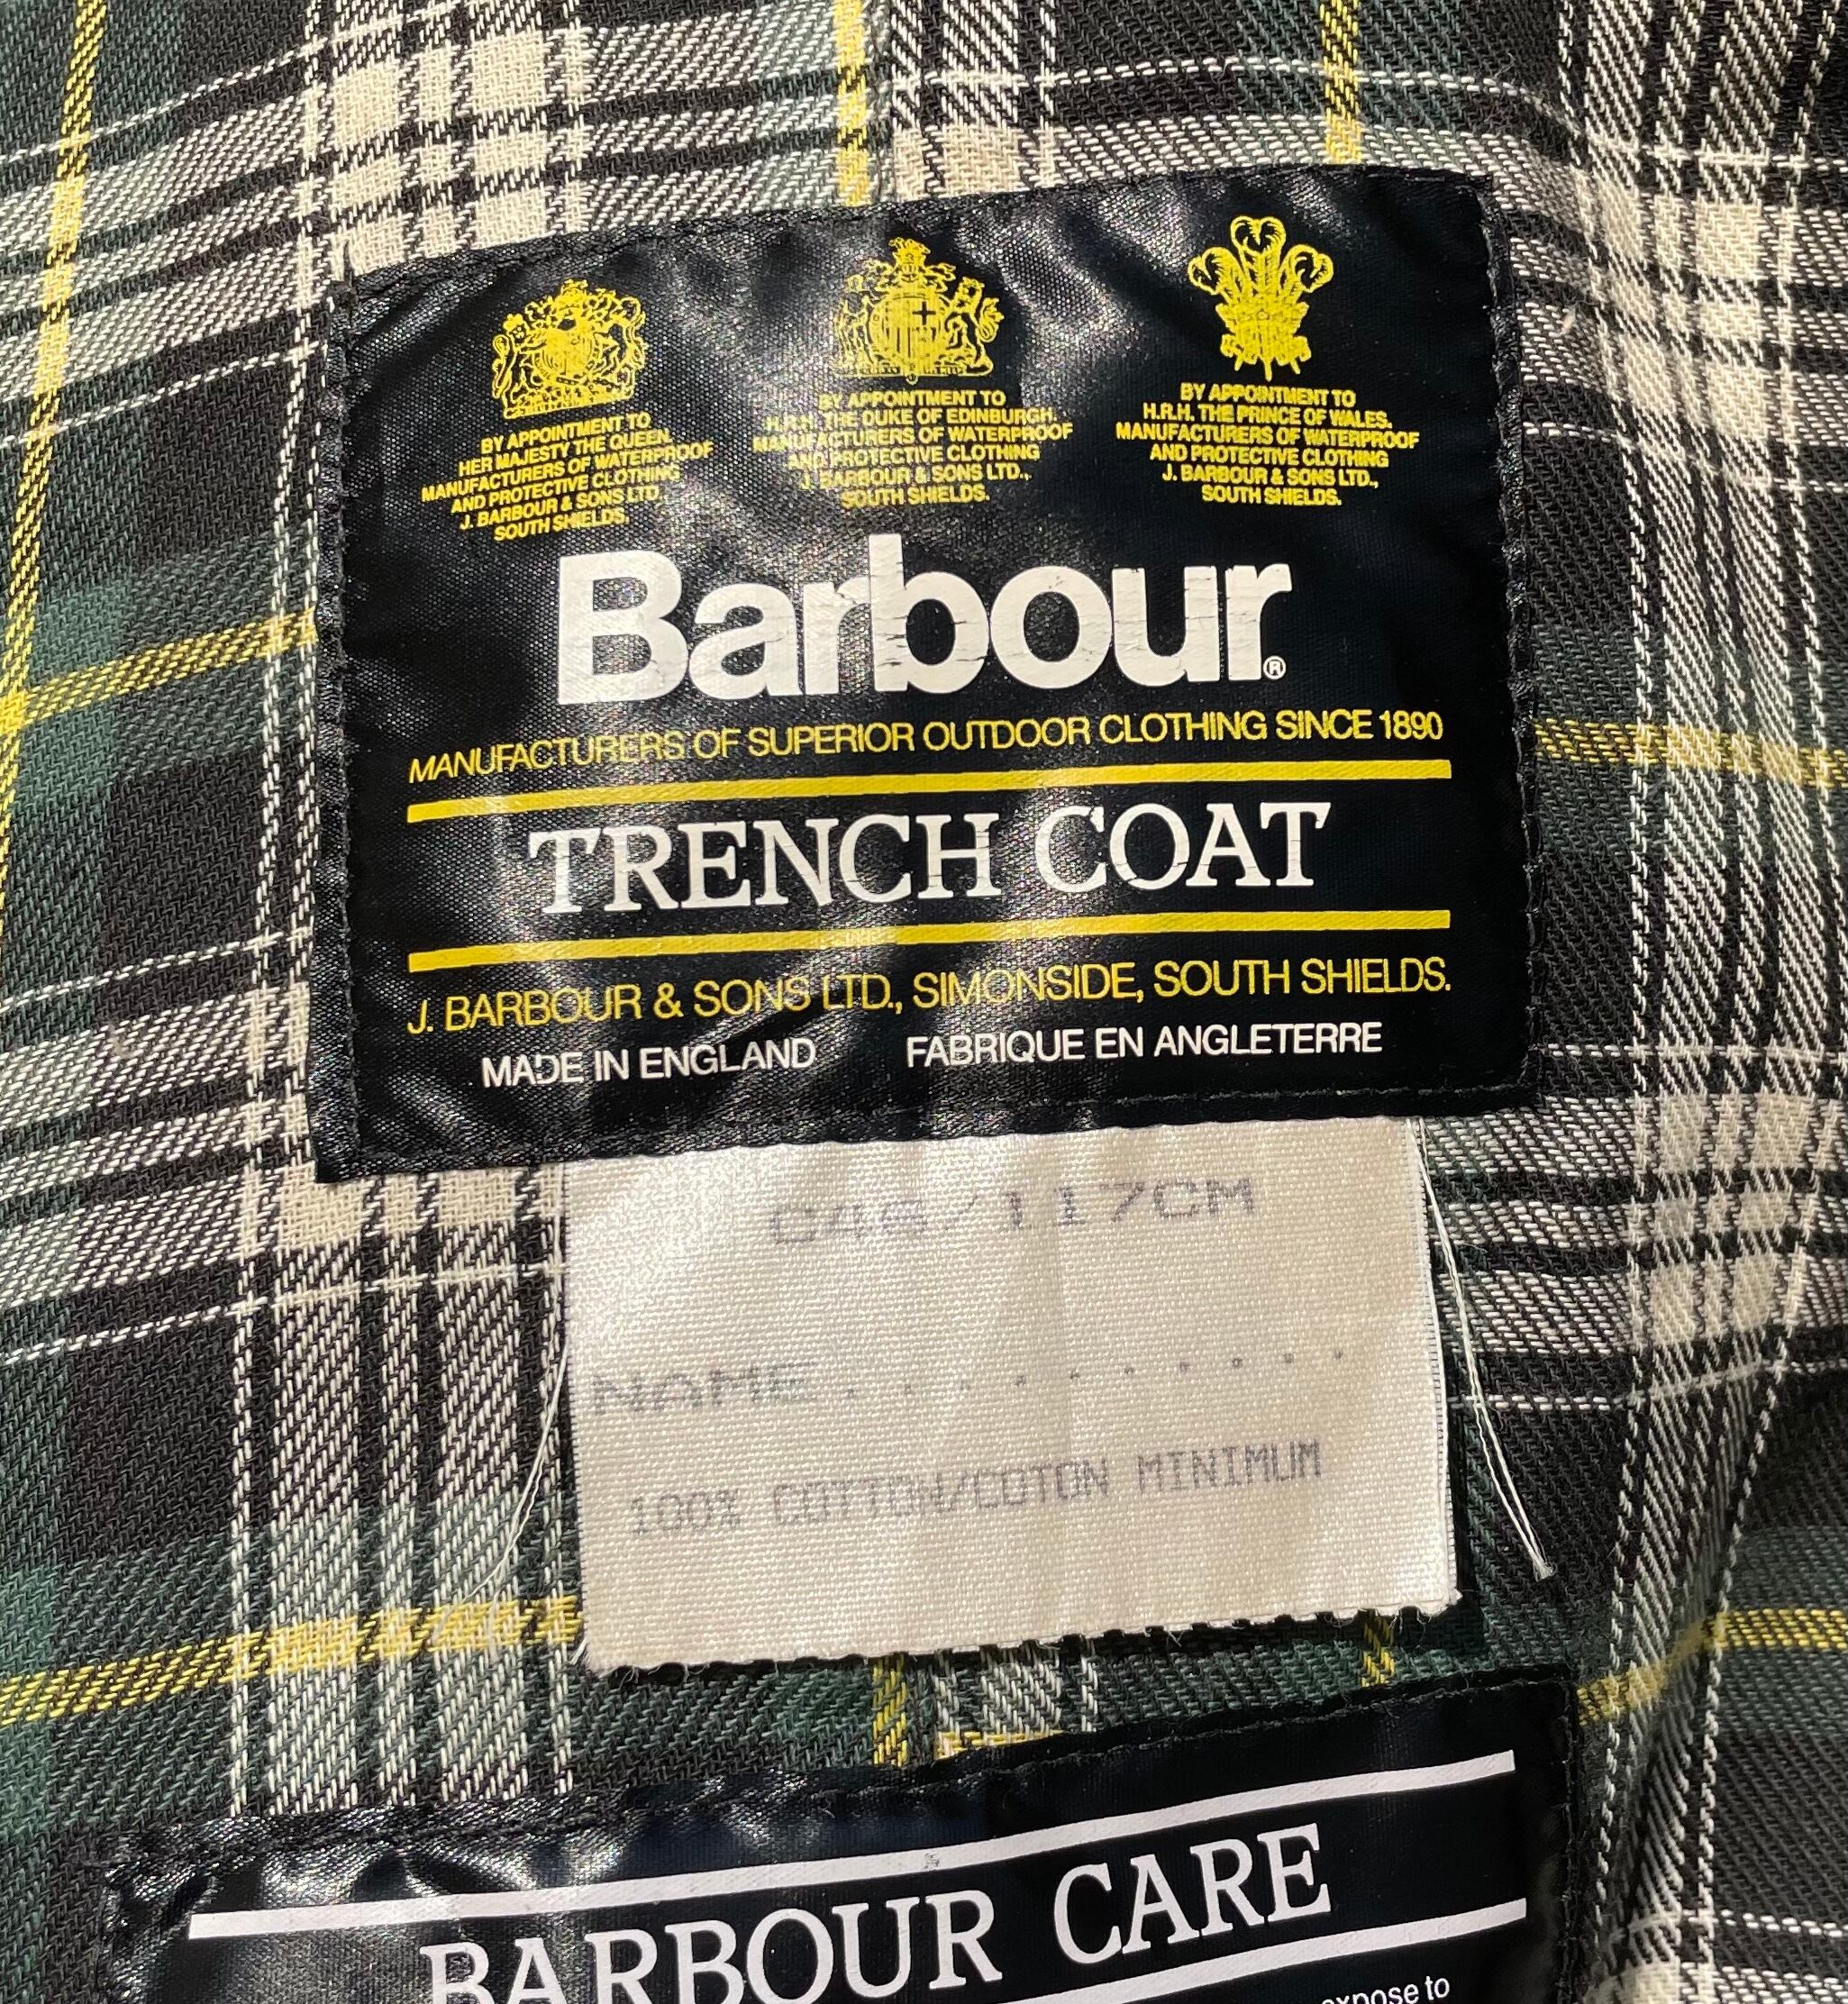 BY APPOINTMENT TO
HER MAJESTY THE QUEEN.
MANUFACTURERS OF WATERPROOF
AND PROTECTIVE CLOTHING
J. BARBOUR & SONS LTD.
SOUTH SHIELDS.
BY APPOINTMENT TO
H.R.H. THE DUKE OF EDINBURGH.
MANUFACTURERS OF WATERPROOF
AND PROTECTIVE CLOTHING
J. BARBOUR & SONS LTD.,
SOUTH SHIELDS.
BY APPOINTMENT TO
H.R.H. THE PRINCE OF WALES.
MANUFACTURERS OF WATERPROOF
AND PROTECTIVE CLOTHING
J. BARBOUR & SONS LTD.,
SOUTH SHIELDS.
Barbour®
MANUFACTURERS OF SUPERIOR OUTDOOR CLOTHING SINCE 1890
TRENCH COAT
J. BARBOUR & SONS LTD., SIMONSIDE, SOUTH SHIELDS.
MADE IN ENGLAND FABRIQUE EN ANGLETERRE
C46/117CM
NAME..........
100% COTTON/COTON MINIMUM
BARBOUR CARE
expose to